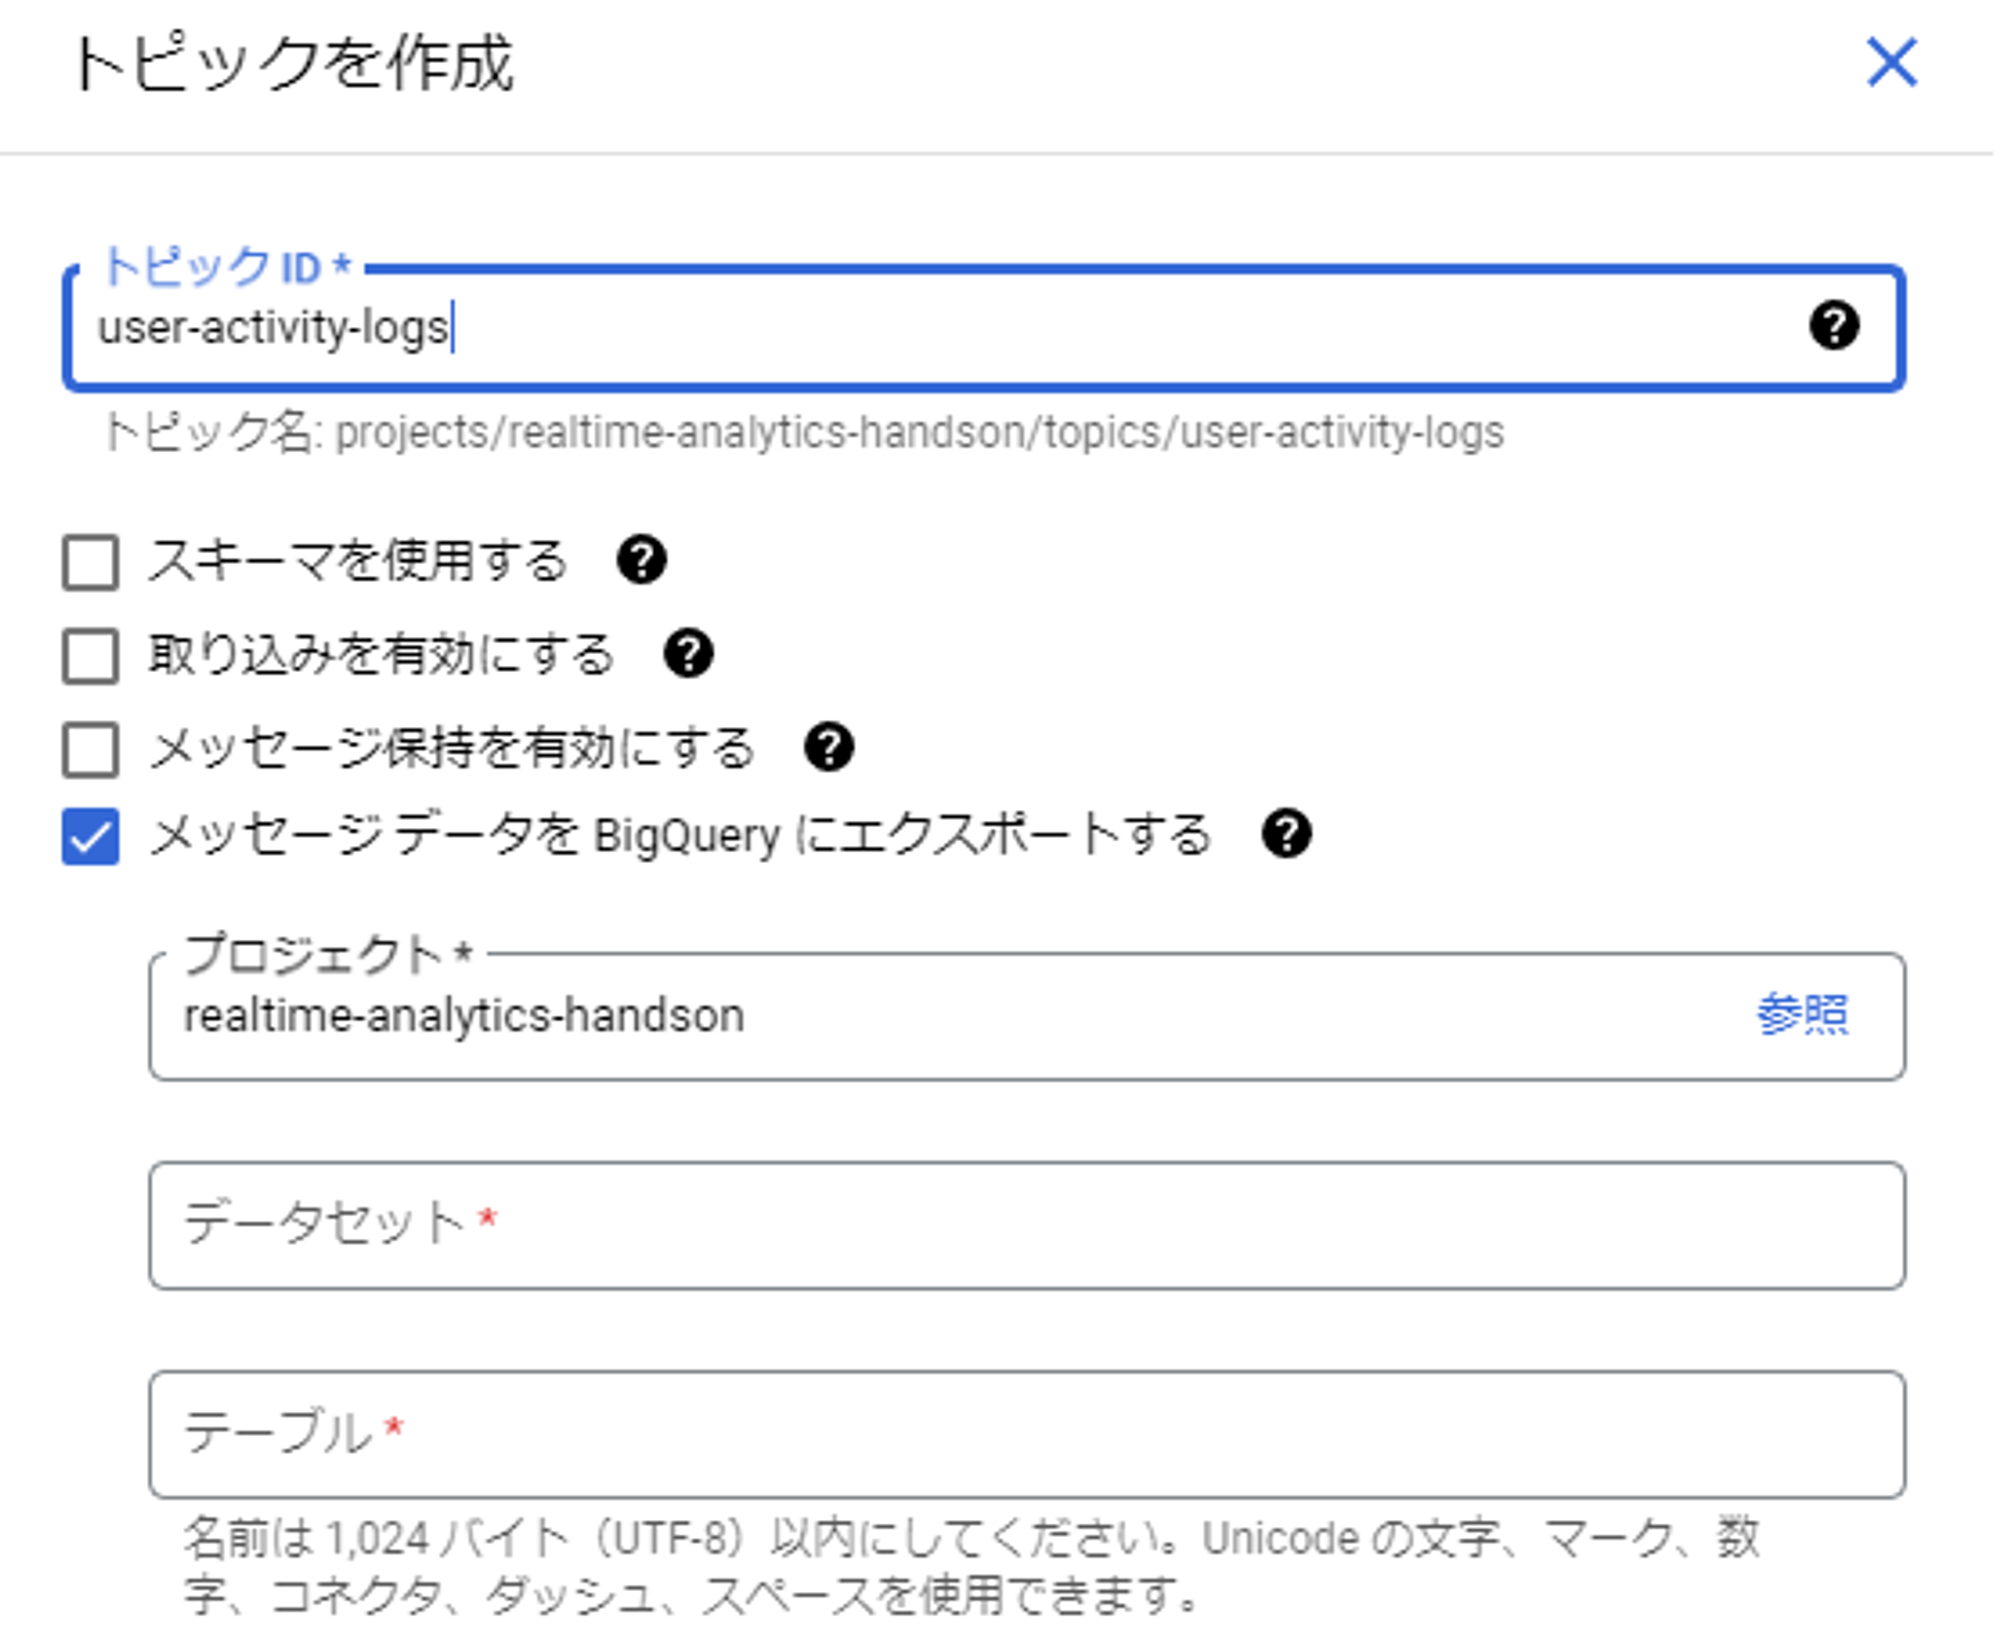 トピックを作成
トピック ID *
user-activity-logs
トピック名: projects/realtime-analytics-handson/topics/user-activity-logs
スキーマを使用する
取り込みを有効にする
メッセージ保持を有効にする
メッセージ データを BigQuery にエクスポートする
プロジェクト *
realtime-analytics-handson
参照
データセット *
テーブル *
名前は 1,024 バイト（UTF-8）以内にしてください。Unicode の文字、マーク、数
字、コネクタ、ダッシュ、スペースを使用できます。